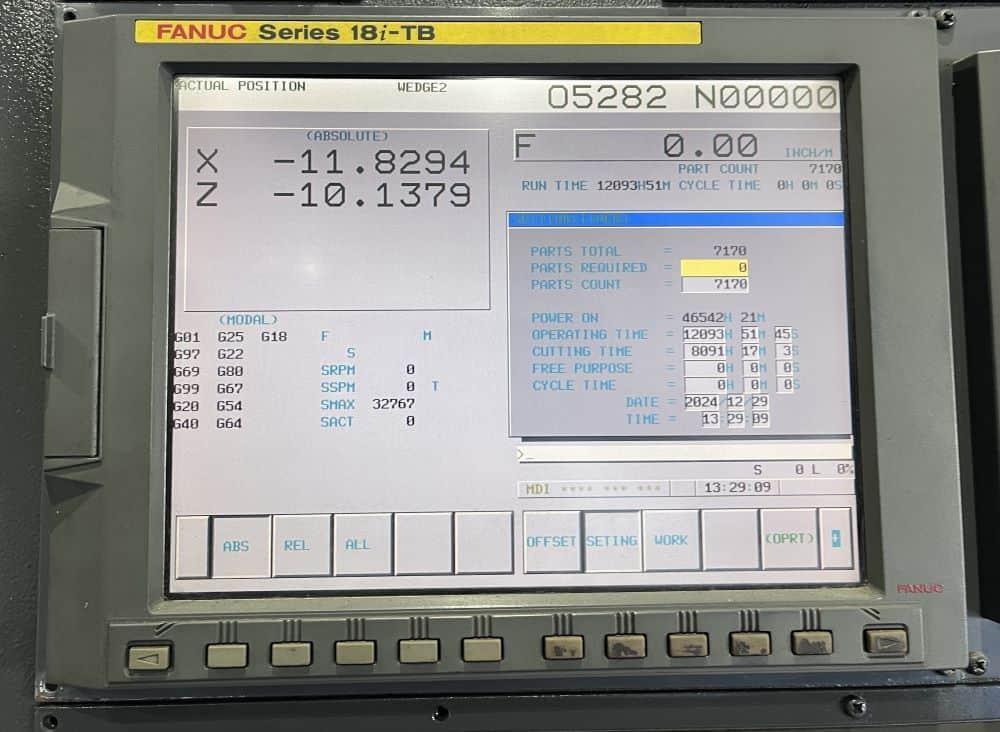 FANUC Series 18i-TB
ACTUAL POSITION WEDGE2 O5282 N00000
(ABSOLUTE)
X -11.8294
Z -10.1379
F 0.00 INCH/M
PART COUNT 7170
RUN TIME 12093H51M CYCLE TIME 0H 0M 0S
PARTS TOTAL = 7170
PARTS REQUIRED = 0
PARTS COUNT = 7170
POWER ON = 46542H 21M
OPERATING TIME = 12093H 51M 45S
CUTTING TIME = 8091H 17M 3S
FREE PURPOSE = 0H 0M 0S
CYCLE TIME = 0H 0M 0S
DATE = 2024/12/29
TIME = 13:29:09
(MODAL)
G01 G25 G18 F M
G97 G22 S
G69 G80 SRPM 0
G99 G67 SSPM 0 T
G20 G54 SMAX 32767
G40 G64 SACT 0
>_
S 0 L 0%
MDI **** *** *** 13:29:09
ABS REL ALL OFFSET SETING WORK (OPRT) +
FANUC